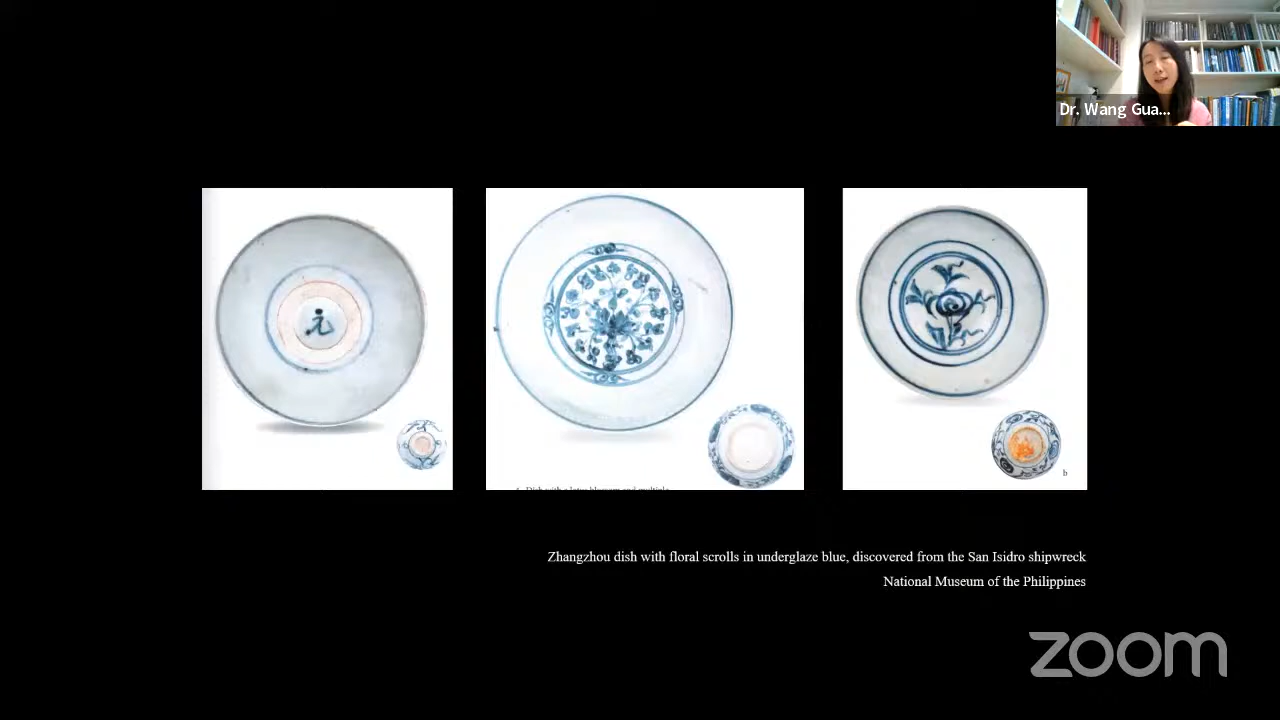 Dr. Wang Gua...
元
b
Zhangzhou dish with floral scrolls in underglaze blue, discovered from the San Isidro shipwreck
National Museum of the Philippines
zoom